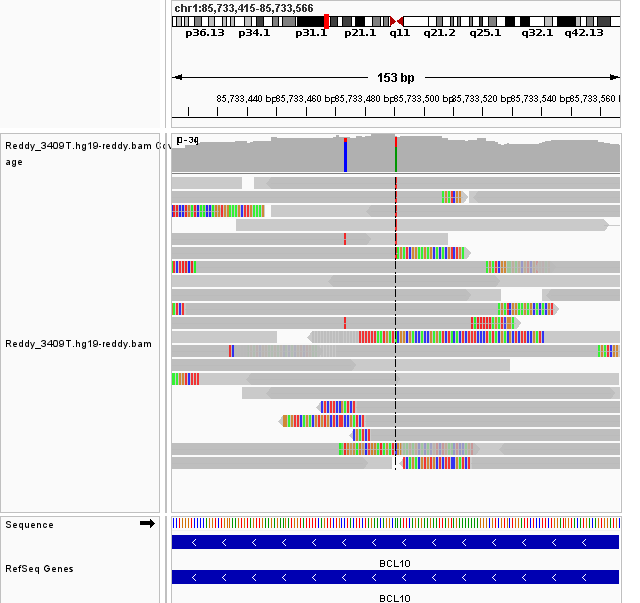 chr1:85,733,415-85,733,566
p36.13 p34.1 p31.1 p21.1 q11 q21.2 q25.1 q32.1 q42.13
153 bp
85,733,440 bp 85,733,460 bp 85,733,480 bp 85,733,500 bp 85,733,520 bp 85,733,540 bp 85,733,560 b
Reddy_3409T.hg19-reddy.bam Cov
age
Reddy_3409T.hg19-reddy.bam
Sequence
BCL10
RefSeq Genes
BCL10